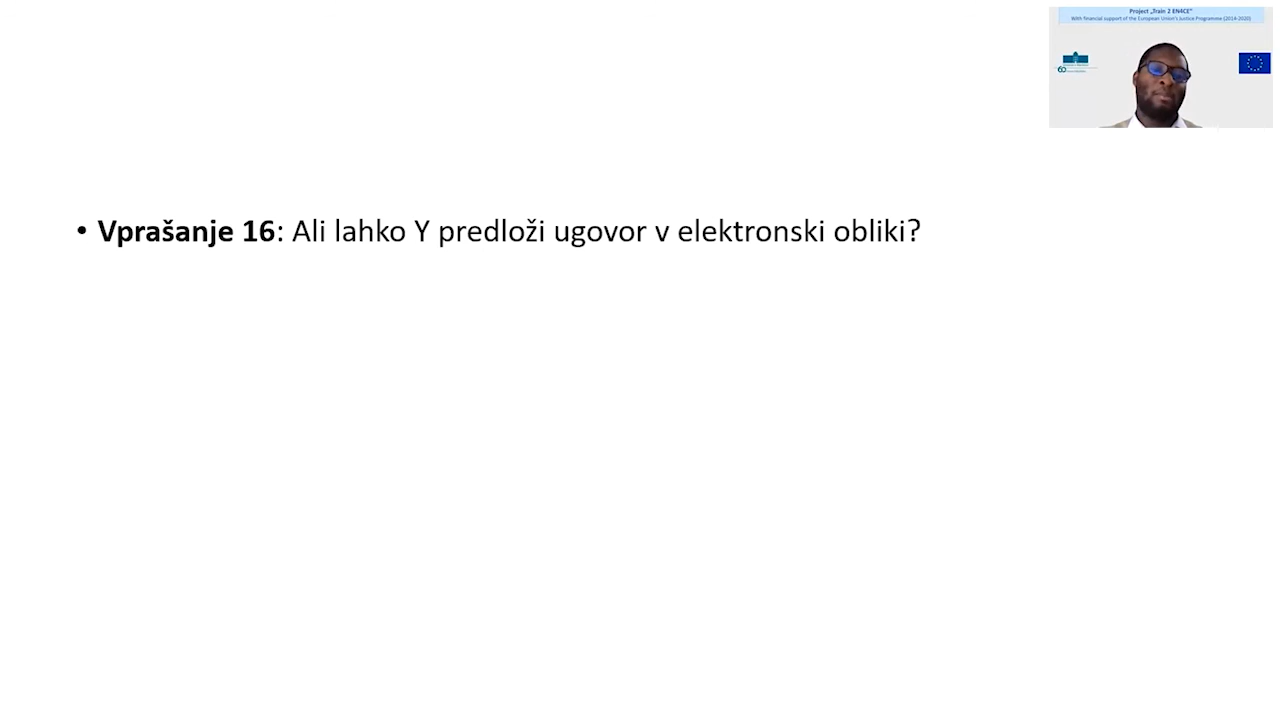 Project „Train 2 EN4CE"
With financial support of the European Union's Justice Programme (2014-2020)
60
• Vprašanje 16: Ali lahko Y predloži ugovor v elektronski obliki?